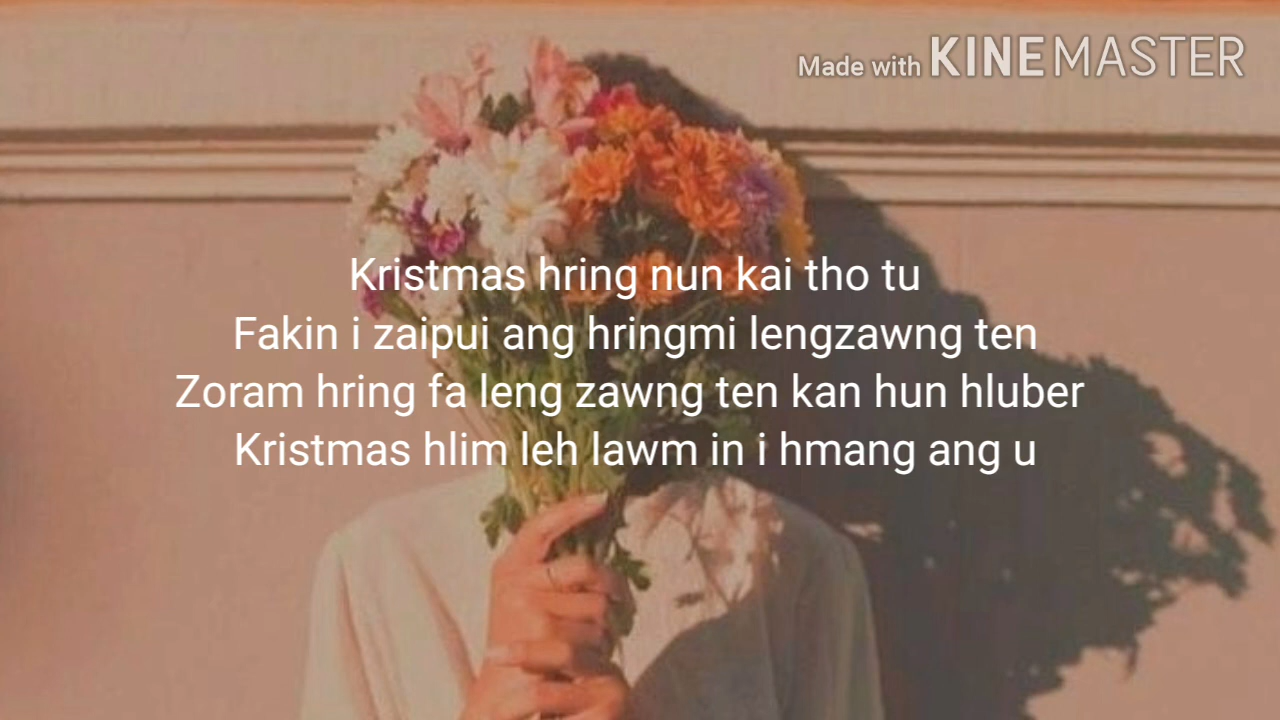 Made with KINEMASTER
Kristmas hring nun kai tho tu
Fakin i zaipui ang hringmi lengzawng ten
Zoram hring fa leng zawng ten kan hun hluber
Kristmas hlim leh lawm in i hmang ang u